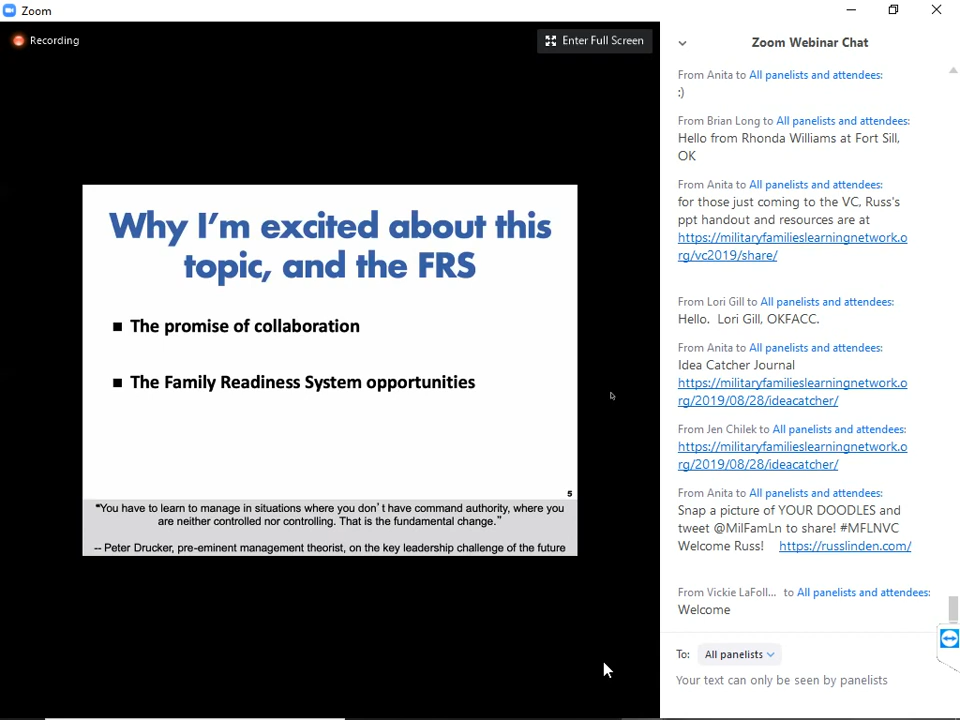 Zoom
Recording
Enter Full Screen
Why I'm excited about this
topic, and the FRS
■ The promise of collaboration
■ The Family Readiness System opportunities
5
"You have to learn to manage in situations where you don't have command authority, where you
are neither controlled nor controlling. That is the fundamental change."
-- Peter Drucker, pre-eminent management theorist, on the key leadership challenge of the future
Zoom Webinar Chat
From Anita to All panelists and attendees:
:)
From Brian Long to All panelists and attendees:
Hello from Rhonda Williams at Fort Sill,
OK
From Anita to All panelists and attendees:
for those just coming to the VC, Russ's
ppt handout and resources are at
https://militaryfamilieslearningnetwork.o
rg/vc2019/share/
From Lori Gill to All panelists and attendees:
Hello.  Lori Gill, OKFACC.
From Anita to All panelists and attendees:
Idea Catcher Journal
https://militaryfamilieslearningnetwork.o
rg/2019/08/28/ideacatcher/
From Jen Chilek to All panelists and attendees:
https://militaryfamilieslearningnetwork.o
rg/2019/08/28/ideacatcher/
From Anita to All panelists and attendees:
Snap a picture of YOUR DOODLES and
tweet @MilFamLn to share! #MFLNVC
Welcome Russ!   https://russlinden.com/
From Vickie LaFoll... to All panelists and attendees:
Welcome
To: All panelists
Your text can only be seen by panelists